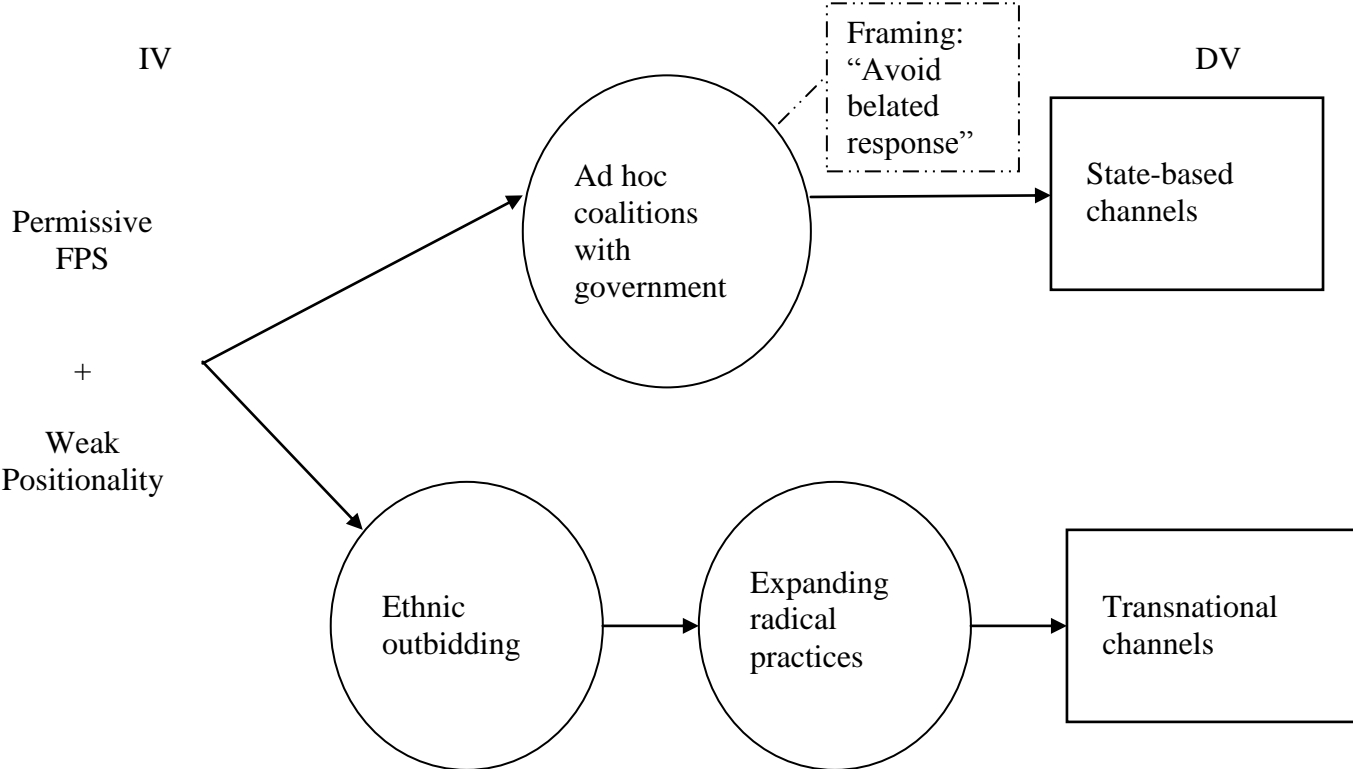 IV
DV
Framing:
“Avoid
belated
response”
Permissive
FPS
+
Weak
Positionality
Ad hoc
coalitions
with
government
State-based
channels
Ethnic
outbidding
Expanding
radical
practices
Transnational
channels